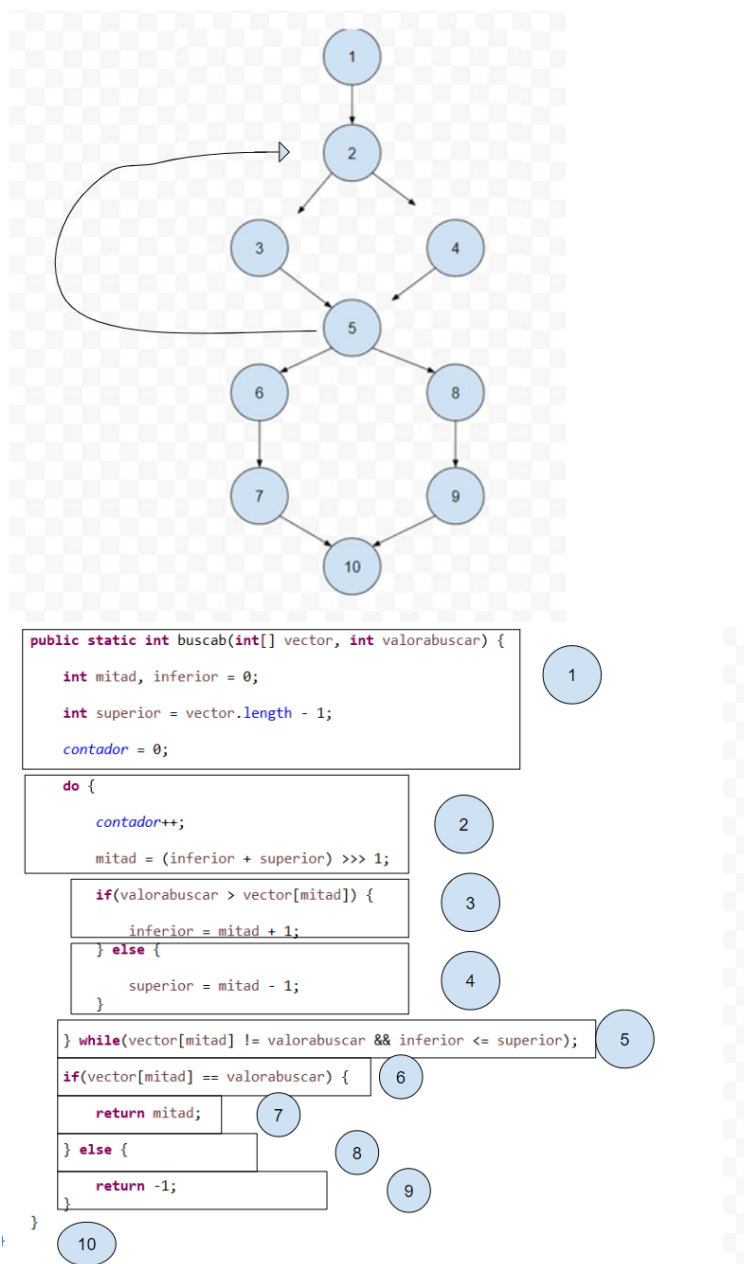 1
2
3 4
5
6 8
7 9
10
public static int buscab(int[] vector, int valorabuscar) {
int mitad, inferior = 0; 1
int superior = vector.length - 1;
contador = 0;
do {
contador++; 2
mitad = (inferior + superior) >>> 1;
if(valorabuscar > vector[mitad]) { 3
inferior = mitad + 1;
} else {
superior = mitad - 1; 4
}
} while(vector[mitad] != valorabuscar && inferior <= superior); 5
if(vector[mitad] == valorabuscar) { 6
return mitad; 7
} else { 8
return -1; 9
}
}
10